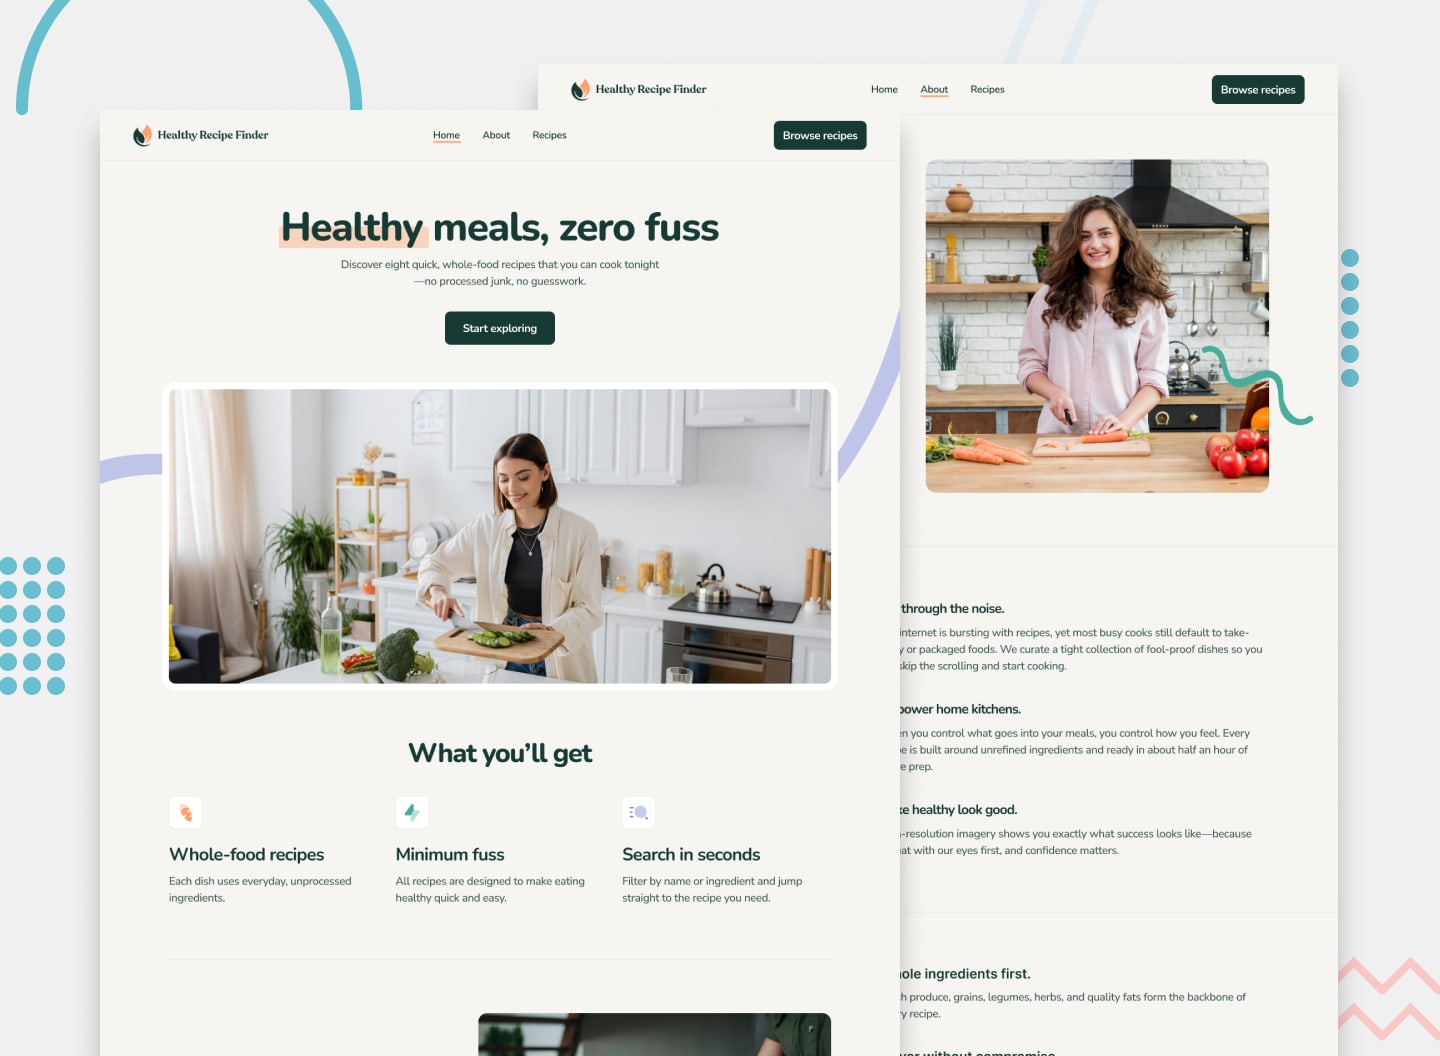 Healthy Recipe Finder
Home
About
Recipes
Browse recipes
Healthy Recipe Finder
Home
About
Recipes
Browse recipes
Healthy meals, zero fuss
Discover eight quick, whole-food recipes that you can cook tonight
—no processed junk, no guesswork.
Start exploring
What you’ll get
Whole-food recipes
Each dish uses everyday, unprocessed
ingredients.
Minimum fuss
All recipes are designed to make eating
healthy quick and easy.
Search in seconds
Filter by name or ingredient and jump
straight to the recipe you need.
through the noise.
internet is bursting with recipes, yet most busy cooks still default to take-
or packaged foods. We curate a tight collection of fool-proof dishes so you
skip the scrolling and start cooking.
power home kitchens.
you control what goes into your meals, you control how you feel. Every
is built around unrefined ingredients and ready in about half an hour of
prep.
healthy look good.
-resolution imagery shows you exactly what success looks like—because
eat with our eyes first, and confidence matters.
ingredients first.
produce, grains, legumes, herbs, and quality fats form the backbone of
recipe.
without compromise.